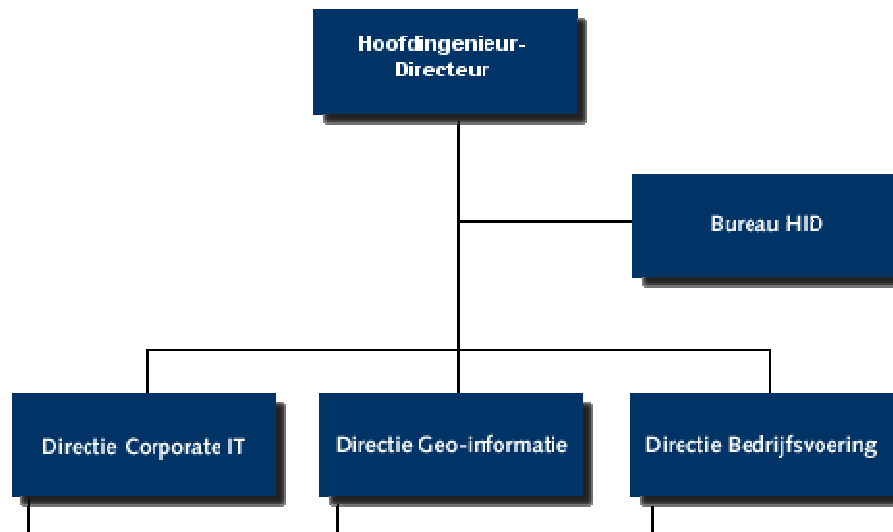 Hoofdingenieur-
Directeur
Bureau HID
Directie Corporate IT
Directie Geo-informatie
Directie Bedrijfsvoering